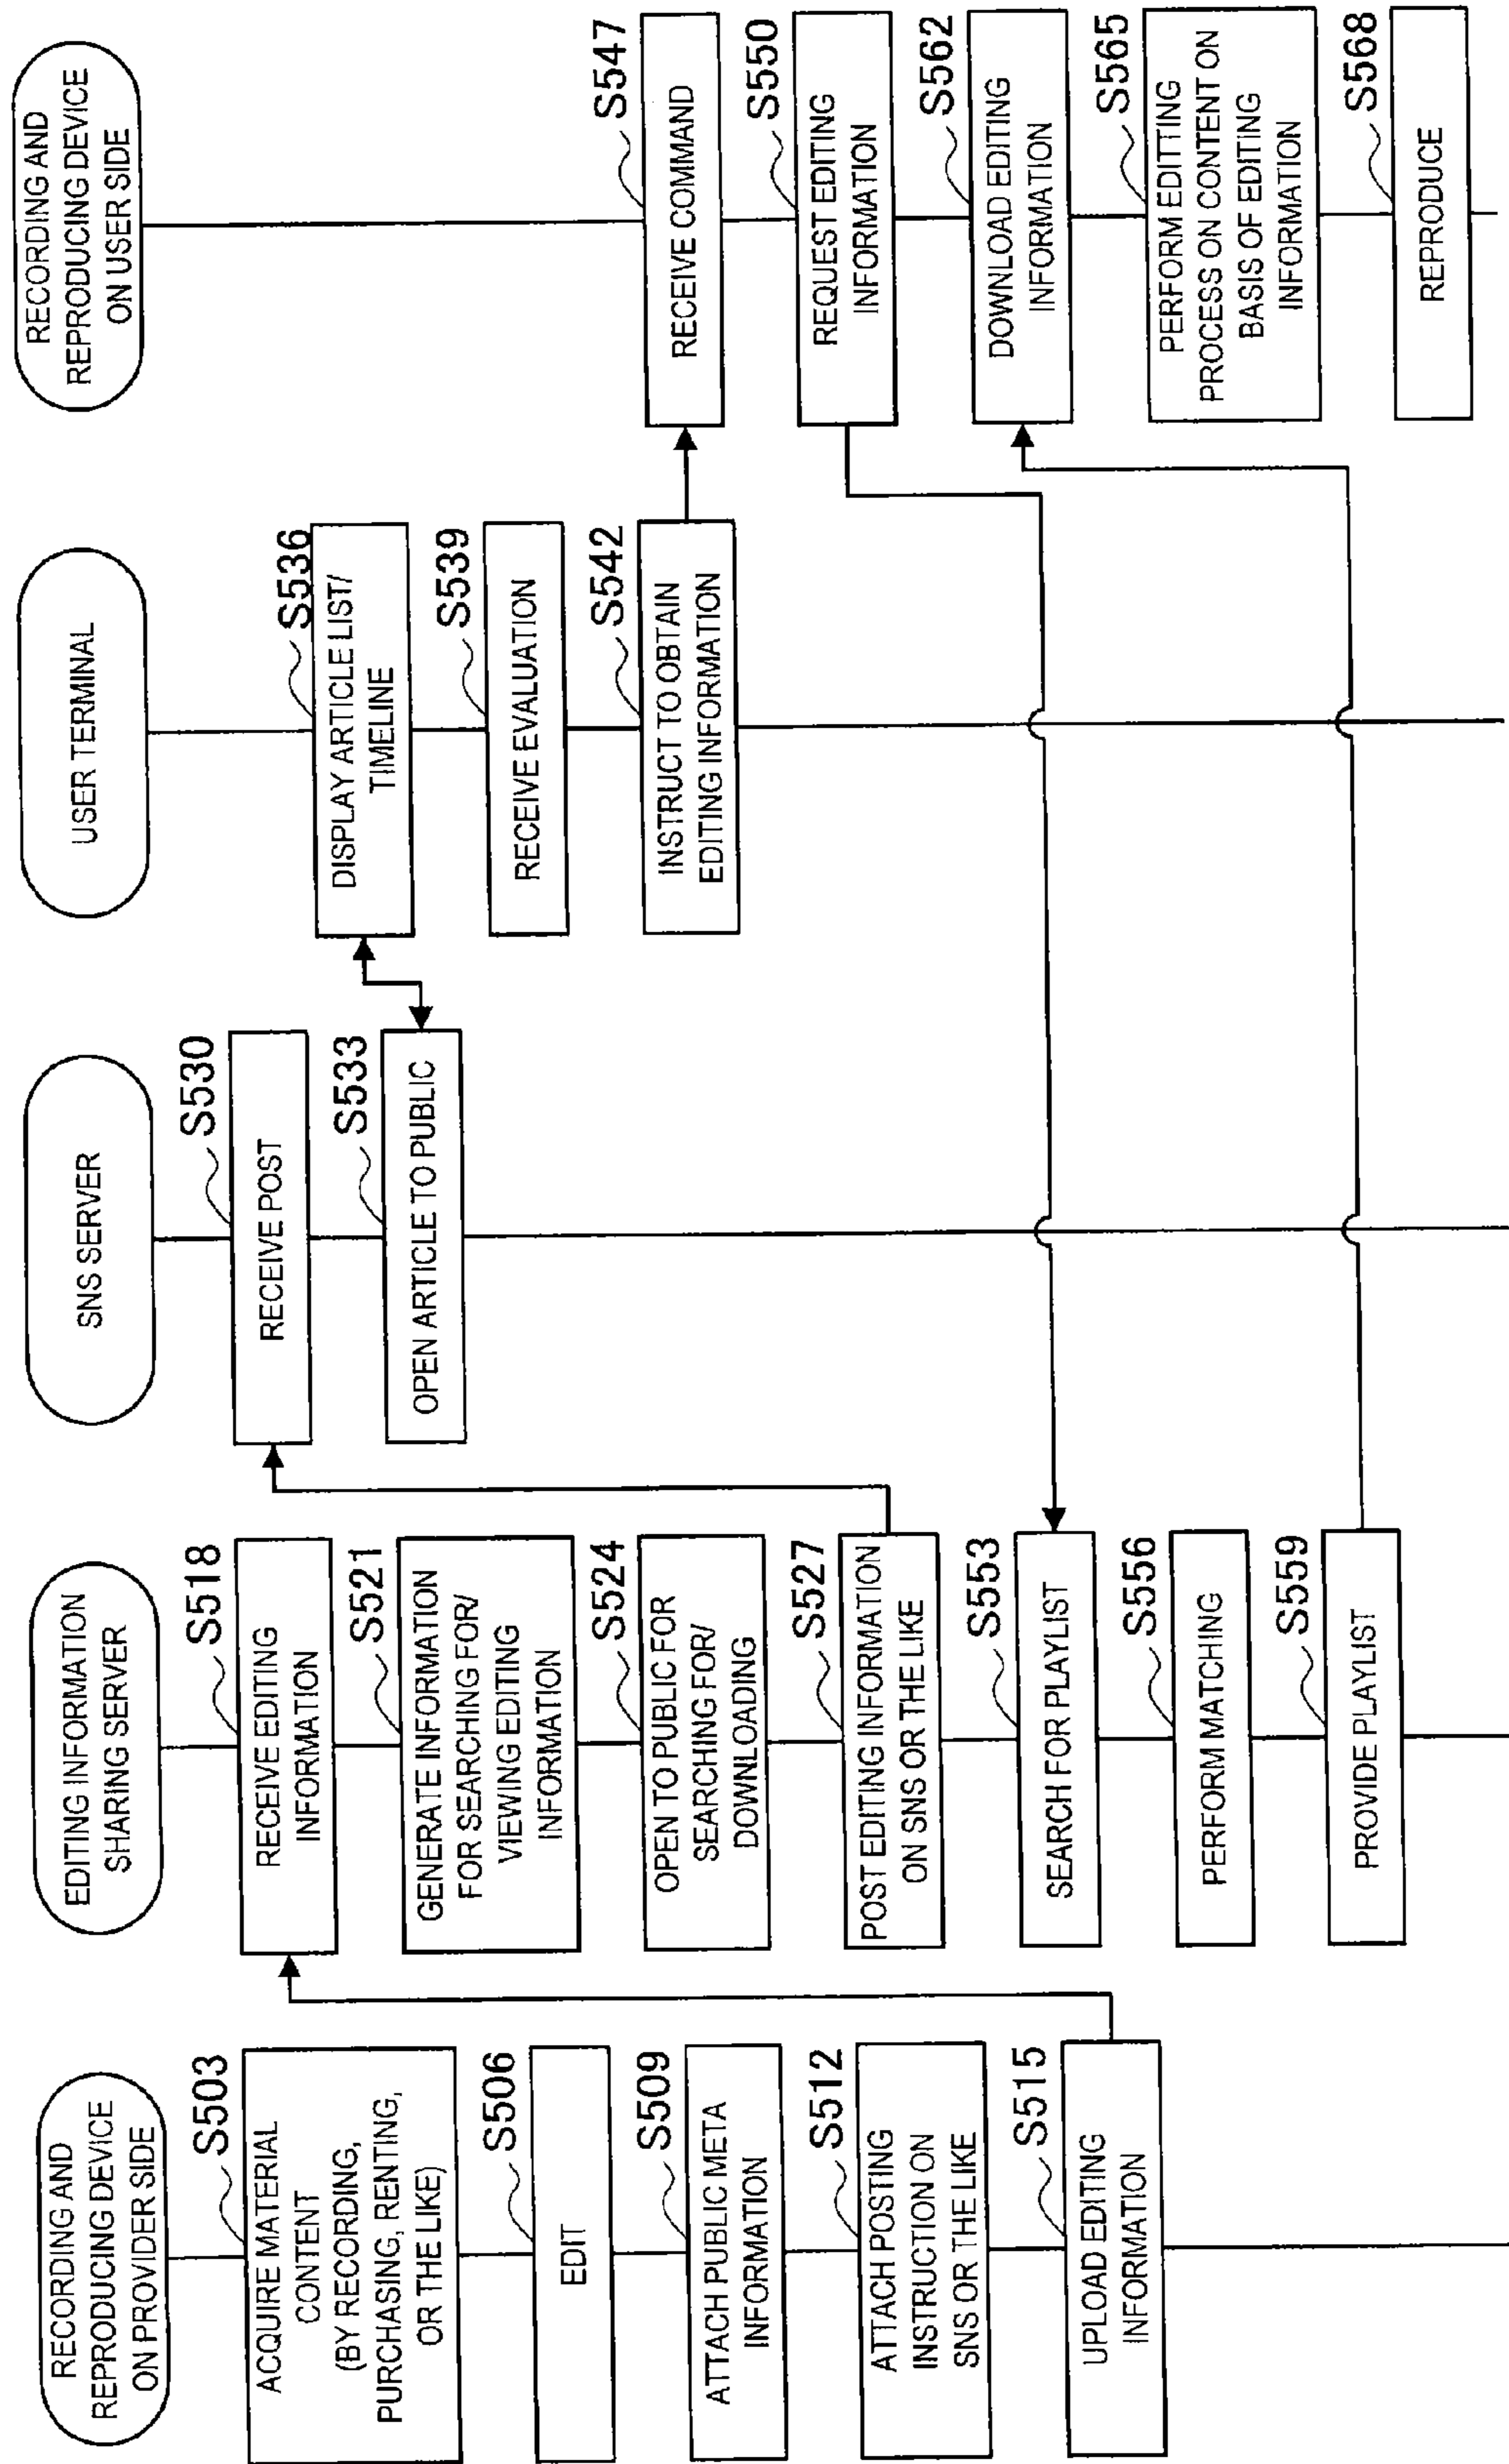 RECORDING AND
REPRODUCING DEVICE
ON PROVIDER SIDE
S503
ACQUIRE MATERIAL
CONTENT
(BY RECORDING,
PURCHASING, RENTING,
OR THE LIKE)
S506
EDIT
S509
ATTACH PUBLIC META
INFORMATION
S512
ATTACH POSTING
INSTRUCTION ON
SNS OR THE LIKE
S515
UPLOAD EDITING
INFORMATION
EDITING INFORMATION
SHARING SERVER
S518
RECEIVE EDITING
INFORMATION
S521
GENERATE INFORMATION
FOR SEARCHING FOR/
VIEWING EDITING
INFORMATION
S524
OPEN TO PUBLIC FOR
SEARCHING FOR/
DOWNLOADING
S527
POST EDITING INFORMATION
ON SNS OR THE LIKE
S553
SEARCH FOR PLAYLIST
S556
PERFORM MATCHING
S559
PROVIDE PLAYLIST
SNS SERVER
S530
RECEIVE POST
S533
OPEN ARTICLE TO PUBLIC
USER TERMINAL
S536
DISPLAY ARTICLE LIST/
TIMELINE
S539
RECEIVE EVALUATION
S542
INSTRUCT TO OBTAIN
EDITING INFORMATION
RECORDING AND
REPRODUCING DEVICE
ON USER SIDE
S547
RECEIVE COMMAND
S550
REQUEST EDITING
INFORMATION
S562
DOWNLOAD EDITING
INFORMATION
S565
PERFORM EDITTING
PROCESS ON CONTENT ON
BASIS OF EDITING
INFORMATION
S568
REPRODUCE